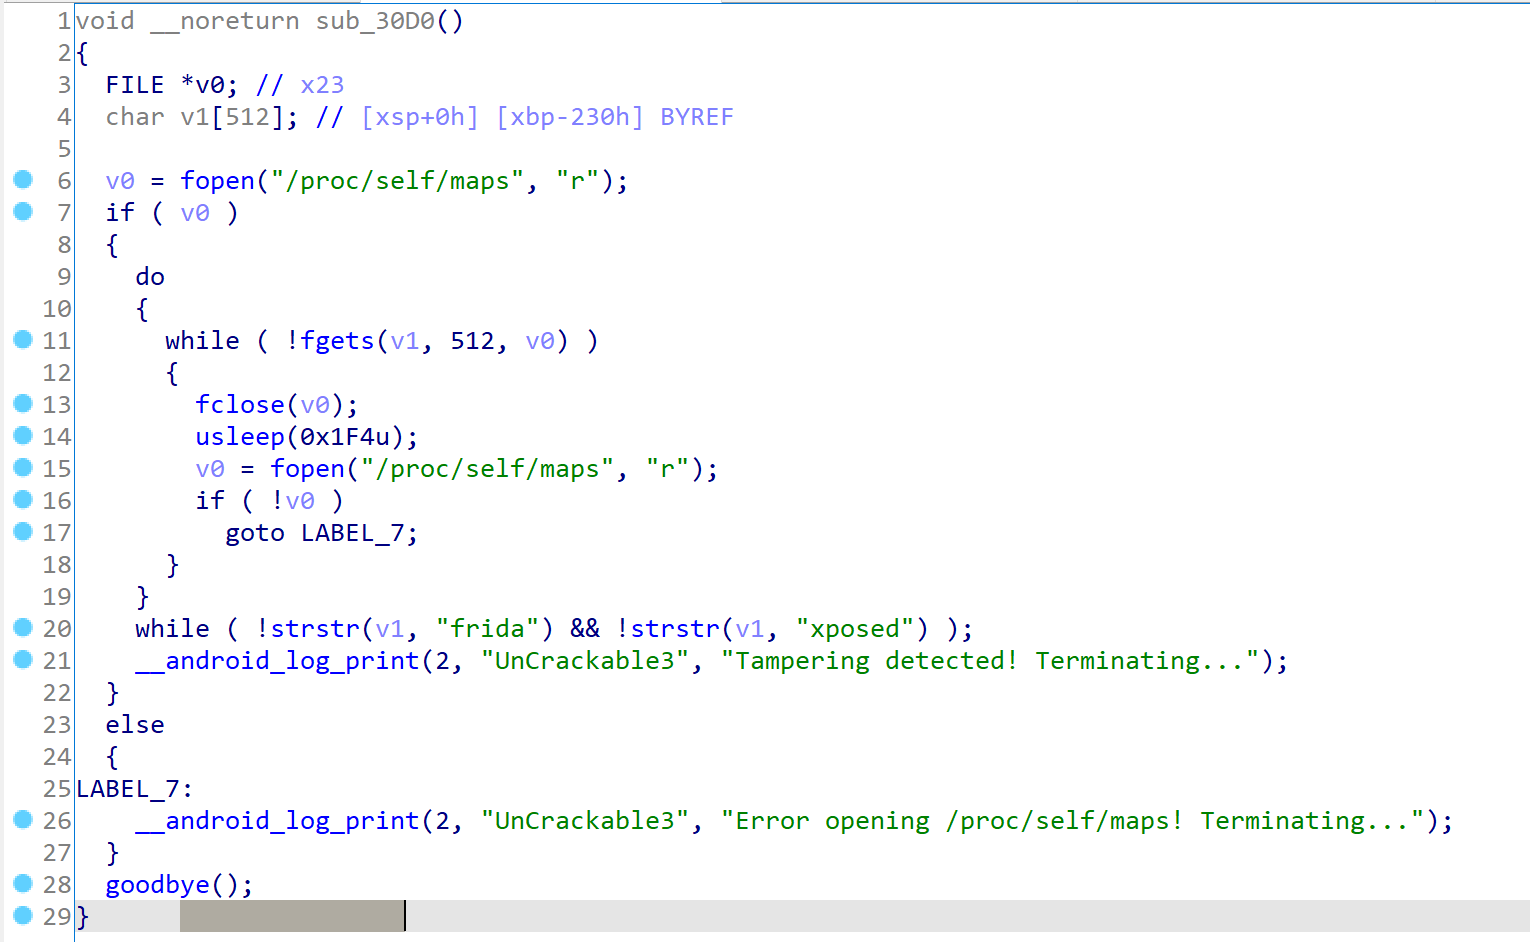 1 void __noreturn sub_30D0()
2 {
3   FILE *v0; // x23
4   char v1[512]; // [xsp+0h] [xbp-230h] BYREF
5
6   v0 = fopen("/proc/self/maps", "r");
7   if ( v0 )
8   {
9     do
10     {
11       while ( !fgets(v1, 512, v0) )
12       {
13         fclose(v0);
14         usleep(0x1F4u);
15         v0 = fopen("/proc/self/maps", "r");
16         if ( !v0 )
17           goto LABEL_7;
18       }
19     }
20     while ( !strstr(v1, "frida") && !strstr(v1, "xposed") );
21     __android_log_print(2, "UnCrackable3", "Tampering detected! Terminating...");
22   }
23   else
24   {
25 LABEL_7:
26     __android_log_print(2, "UnCrackable3", "Error opening /proc/self/maps! Terminating...");
27   }
28   goodbye();
29 }